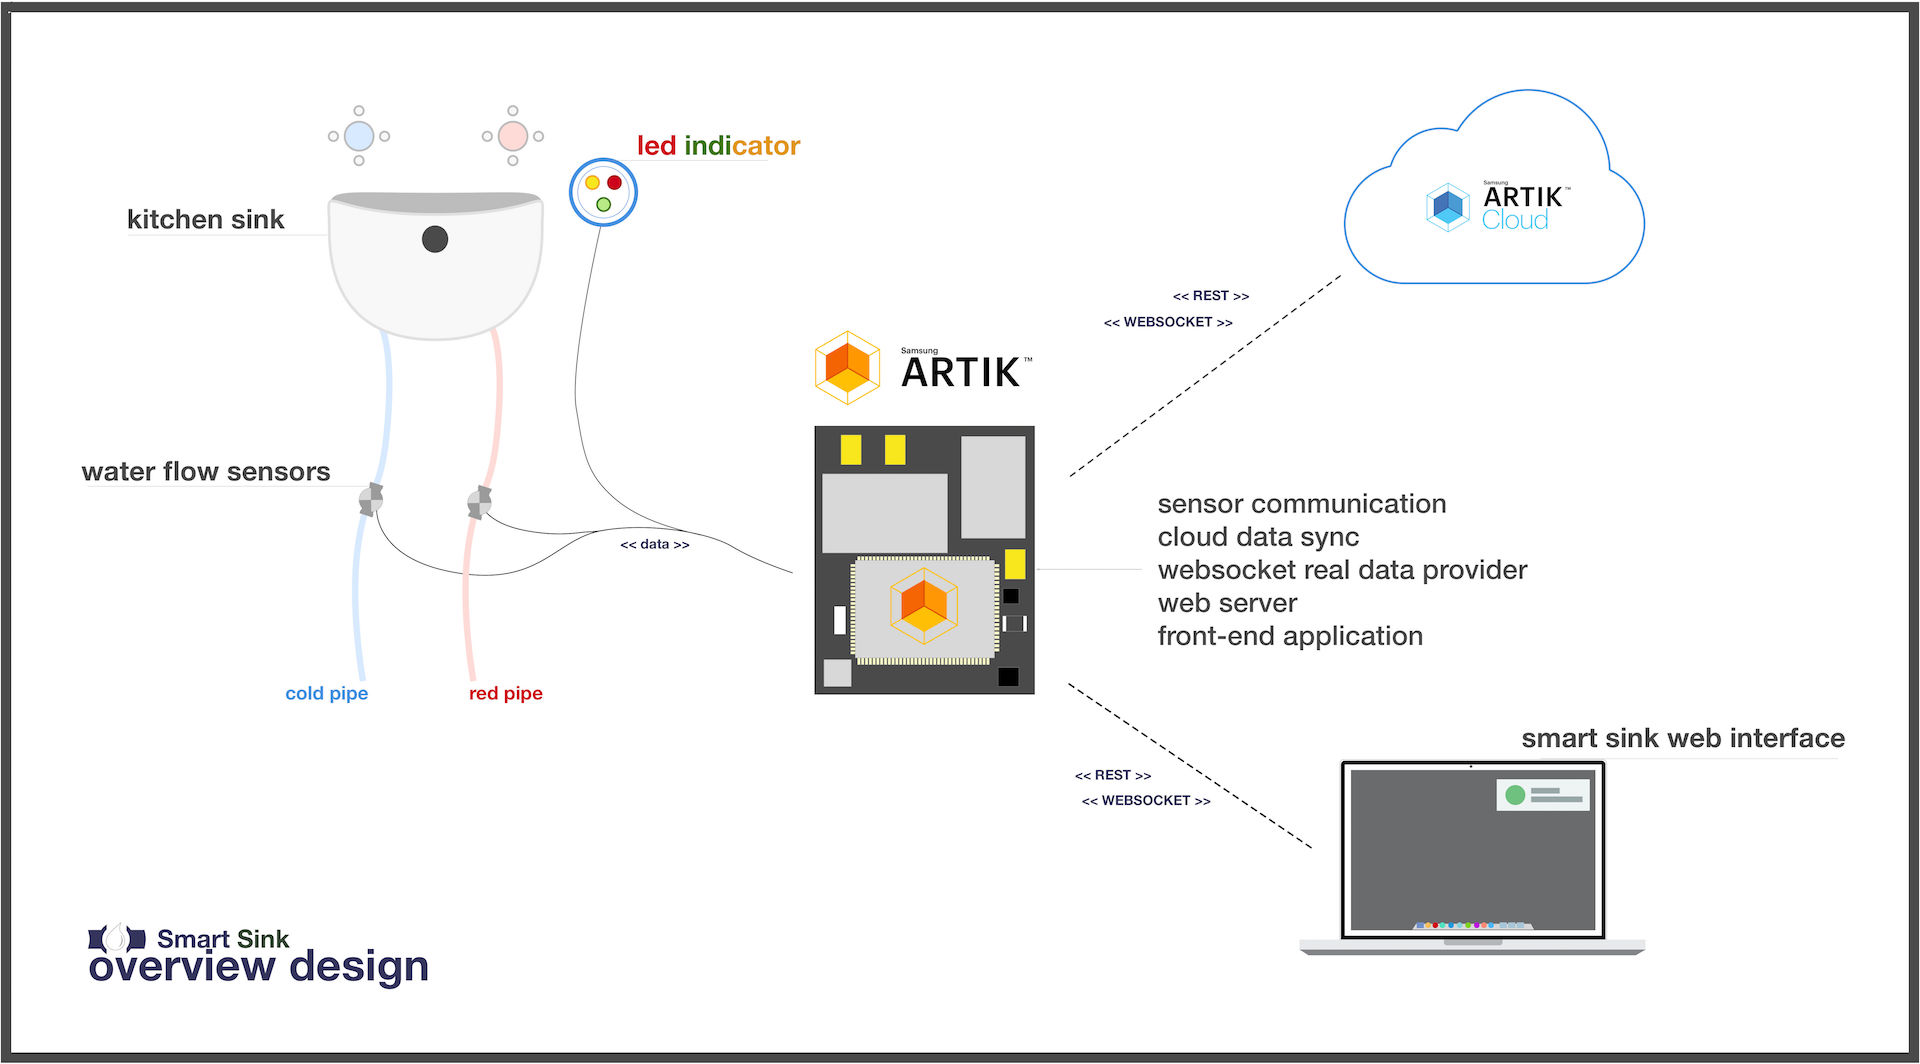 led indicator
kitchen sink
Samsung
ARTIK™
Cloud
<< REST >>
<< WEBSOCKET >>
Samsung
ARTIK™
water flow sensors
<< data >>
sensor communication
cloud data sync
websocket real data provider
web server
front-end application
cold pipe
red pipe
smart sink web interface
<< REST >>
<< WEBSOCKET >>
Smart Sink
overview design